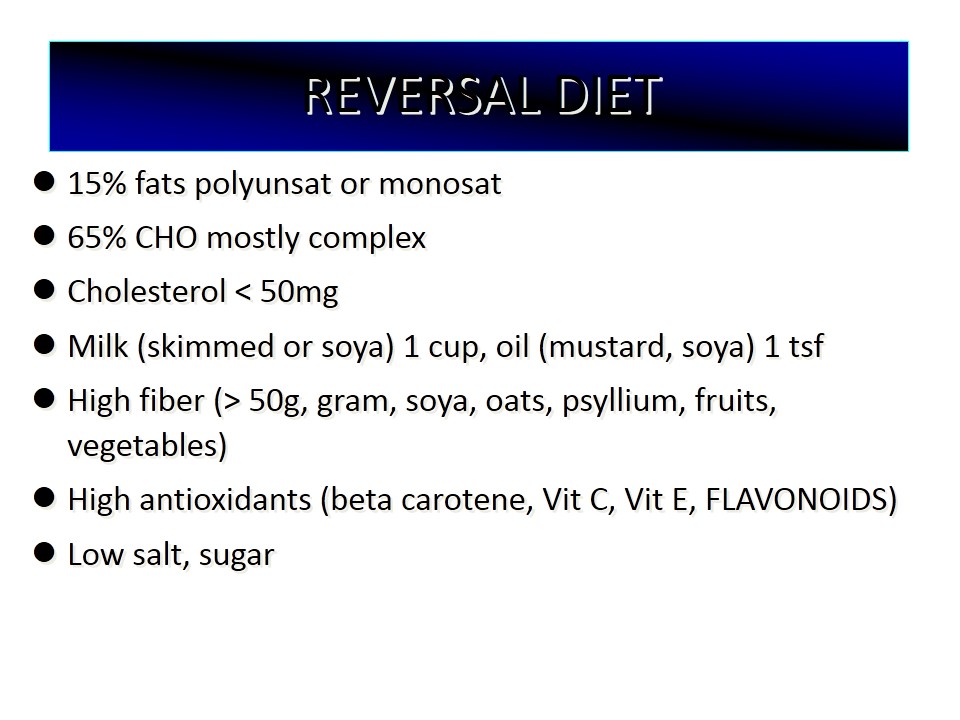 REVERSAL DIET
15% fats polyunsat or monosat
65% CHO mostly complex
Cholesterol < 50mg
Milk (skimmed or soya) 1 cup, oil (mustard, soya) 1 tsf
High fiber (> 50g, gram, soya, oats, psyllium, fruits,
vegetables)
High antioxidants (beta carotene, Vit C, Vit E, FLAVONOIDS)
Low salt, sugar